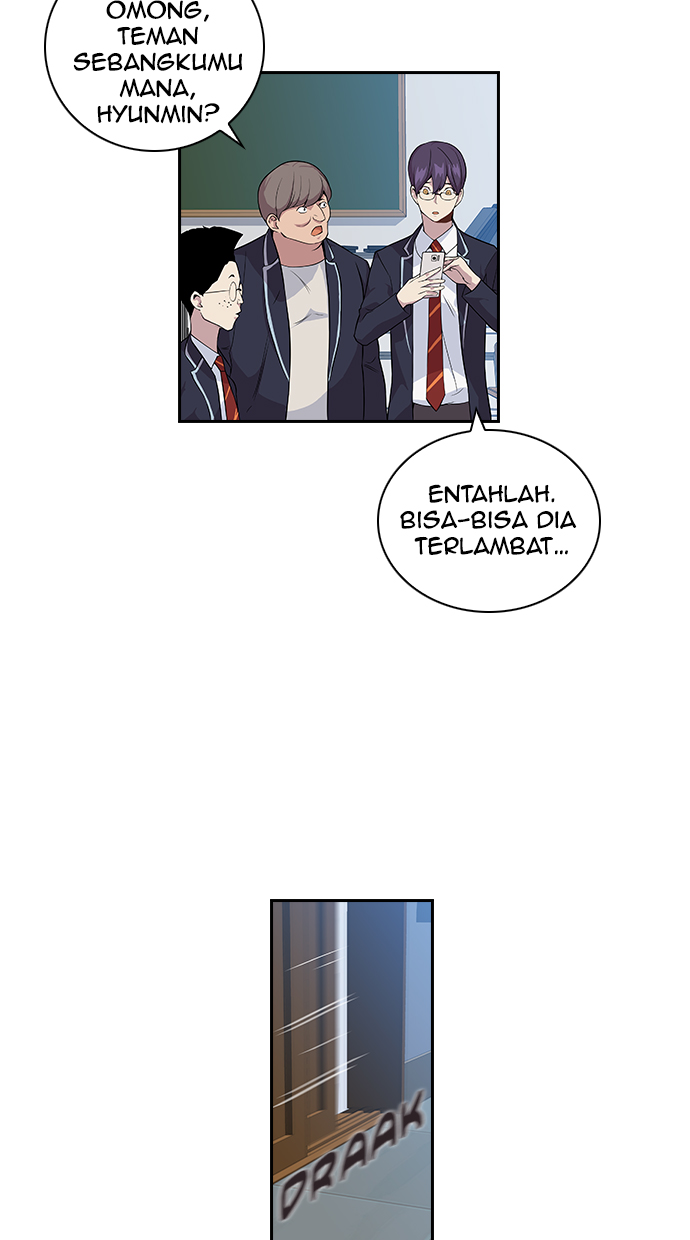 OMONG,
TEMAN
SEBANGKUMU
MANA,
HYUNMIN?
ENTAHLAH.
BISA-BISA DIA
TERLAMBAT...
DRAAK